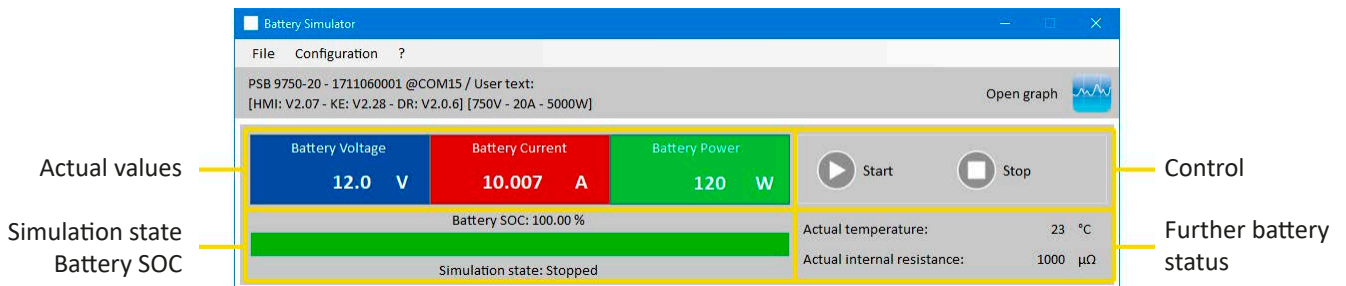 Battery Simulator
File Configuration ?
PSB 9750-20 - 1711060001 @COM15 / User text:
[HMI: V2.07 - KE: V2.28 - DR: V2.0.6] [750V - 20A - 5000W]
Open graph
Actual values
Battery Voltage
12.0 V
Battery Current
10.007 A
Battery Power
120 W
Start
Stop
Control
Simulation state
Battery SOC
Battery SOC: 100.00 %
Simulation state: Stopped
Actual temperature: 23 °C
Actual internal resistance: 1000 μΩ
Further battery
status